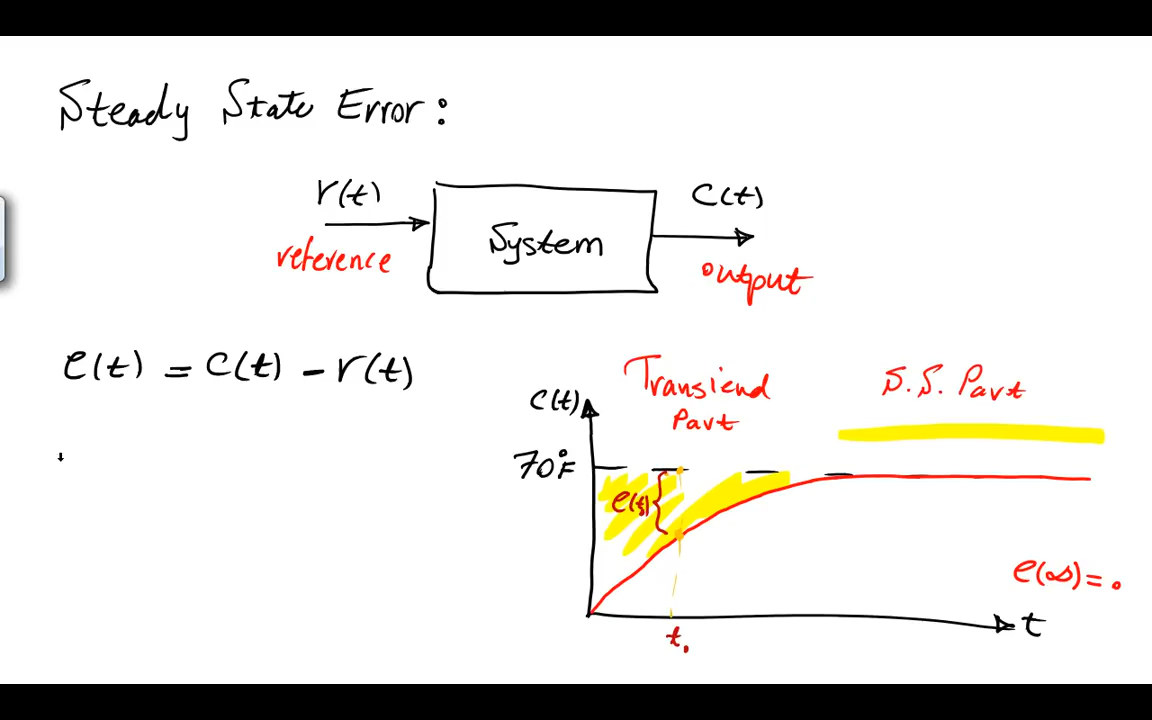 Steady State Error:
r(t)
C(t)
System
reference
output
e(t) = C(t) - r(t)
Transiend
Part
S.S. Part
C(t)
70°F
e(t₁)
e(∞)=0
t
t₁